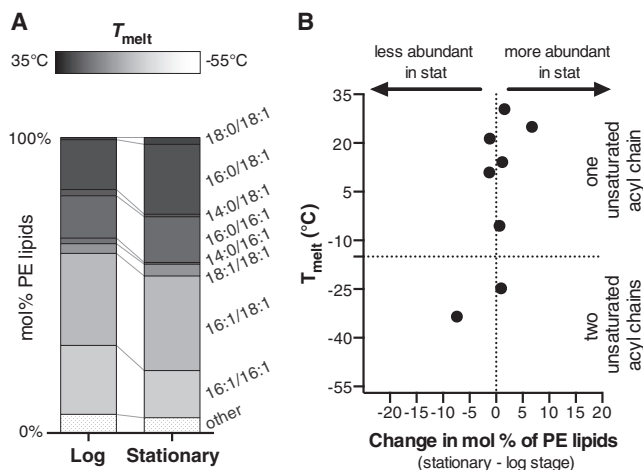 A
T melt
35°C
-55°C
100%
0%
mol% PE lipids
18:0/18:1
16:0/18:1
14:0/18:1
16:0/16:1
14:0/16:1
18:1/18:1
16:1/18:1
16:1/16:1
other
Log
Stationary
B
less abundant
in stat
more abundant
in stat
35
20
5
-10
-25
-40
-55
T melt (°C)
one
unsaturated
acyl chain
two
unsaturated
acyl chains
-20 -15 -10 -5 0 5 10 15 20
Change in mol % of PE lipids
(stationary - log stage)